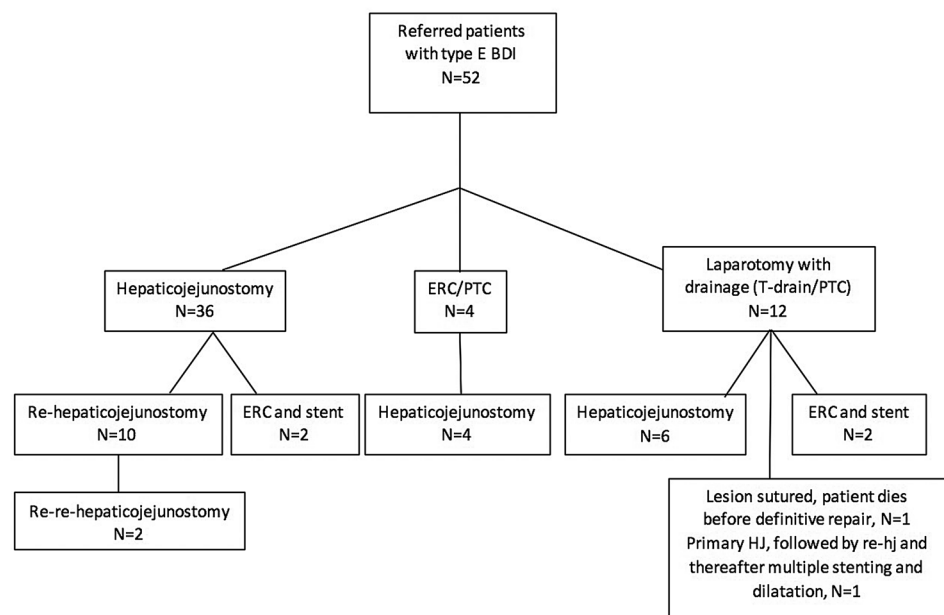 Referred patients
with type E BDI
N=52
Hepaticojejunostomy
N=36
ERC/PTC
N=4
Laparotomy with
drainage (T-drain/PTC)
N=12
Re-hepaticojejunostomy
N=10
ERC and stent
N=2
Hepaticojejunostomy
N=4
Hepaticojejunostomy
N=6
ERC and stent
N=2
Re-re-hepaticojejunostomy
N=2
Lesion sutured, patient dies
before definitive repair, N=1
Primary HJ, followed by re-hj and
thereafter multiple stenting and
dilatation, N=1